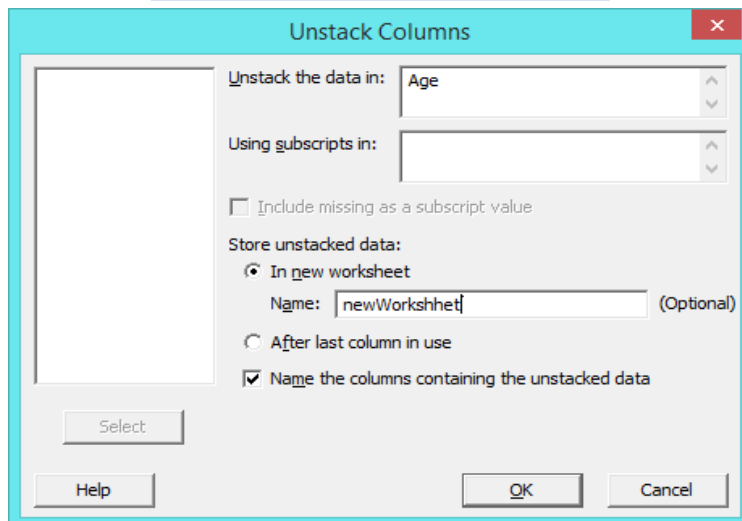 Unstack Columns
Unstack the data in:
Age
Using subscripts in:
Include missing as a subscript value
Store unstacked data:
In new worksheet
Name: newWorkshhet (Optional)
After last column in use
Name the columns containing the unstacked data
Select
Help OK Cancel